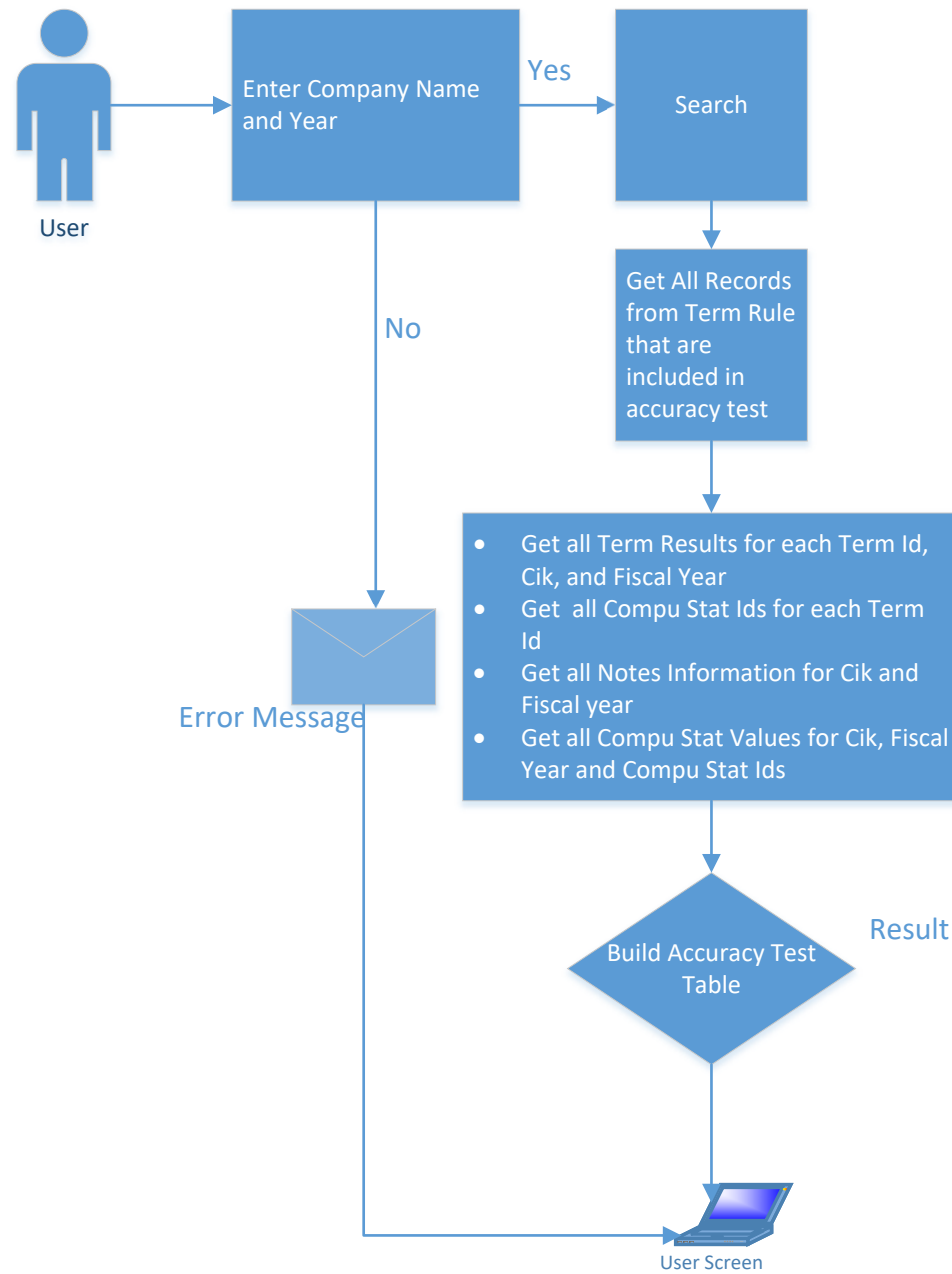 Yes
Enter Company Name
and Year
Search
User
Get All Records
from Term Rule
that are
included in
accuracy test
No
• Get all Term Results for each Term Id,
Cik, and Fiscal Year
• Get  all Compu Stat Ids for each Term
Id
• Get all Notes Information for Cik and
Fiscal year
• Get all Compu Stat Values for Cik, Fiscal
Year and Compu Stat Ids
Error Message
Result
Build Accuracy Test
Table
User Screen